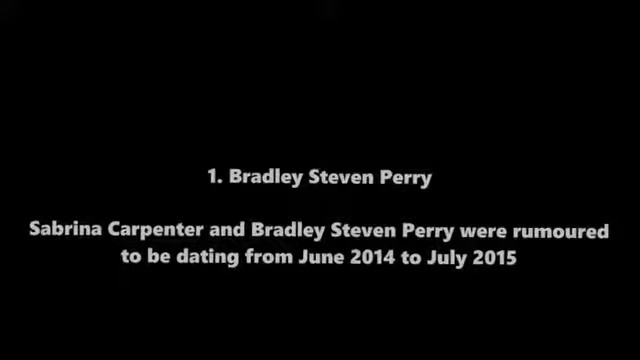 1. Bradley Steven Perry
Sabrina Carpenter and Bradley Steven Perry were rumoured
to be dating from June 2014 to July 2015